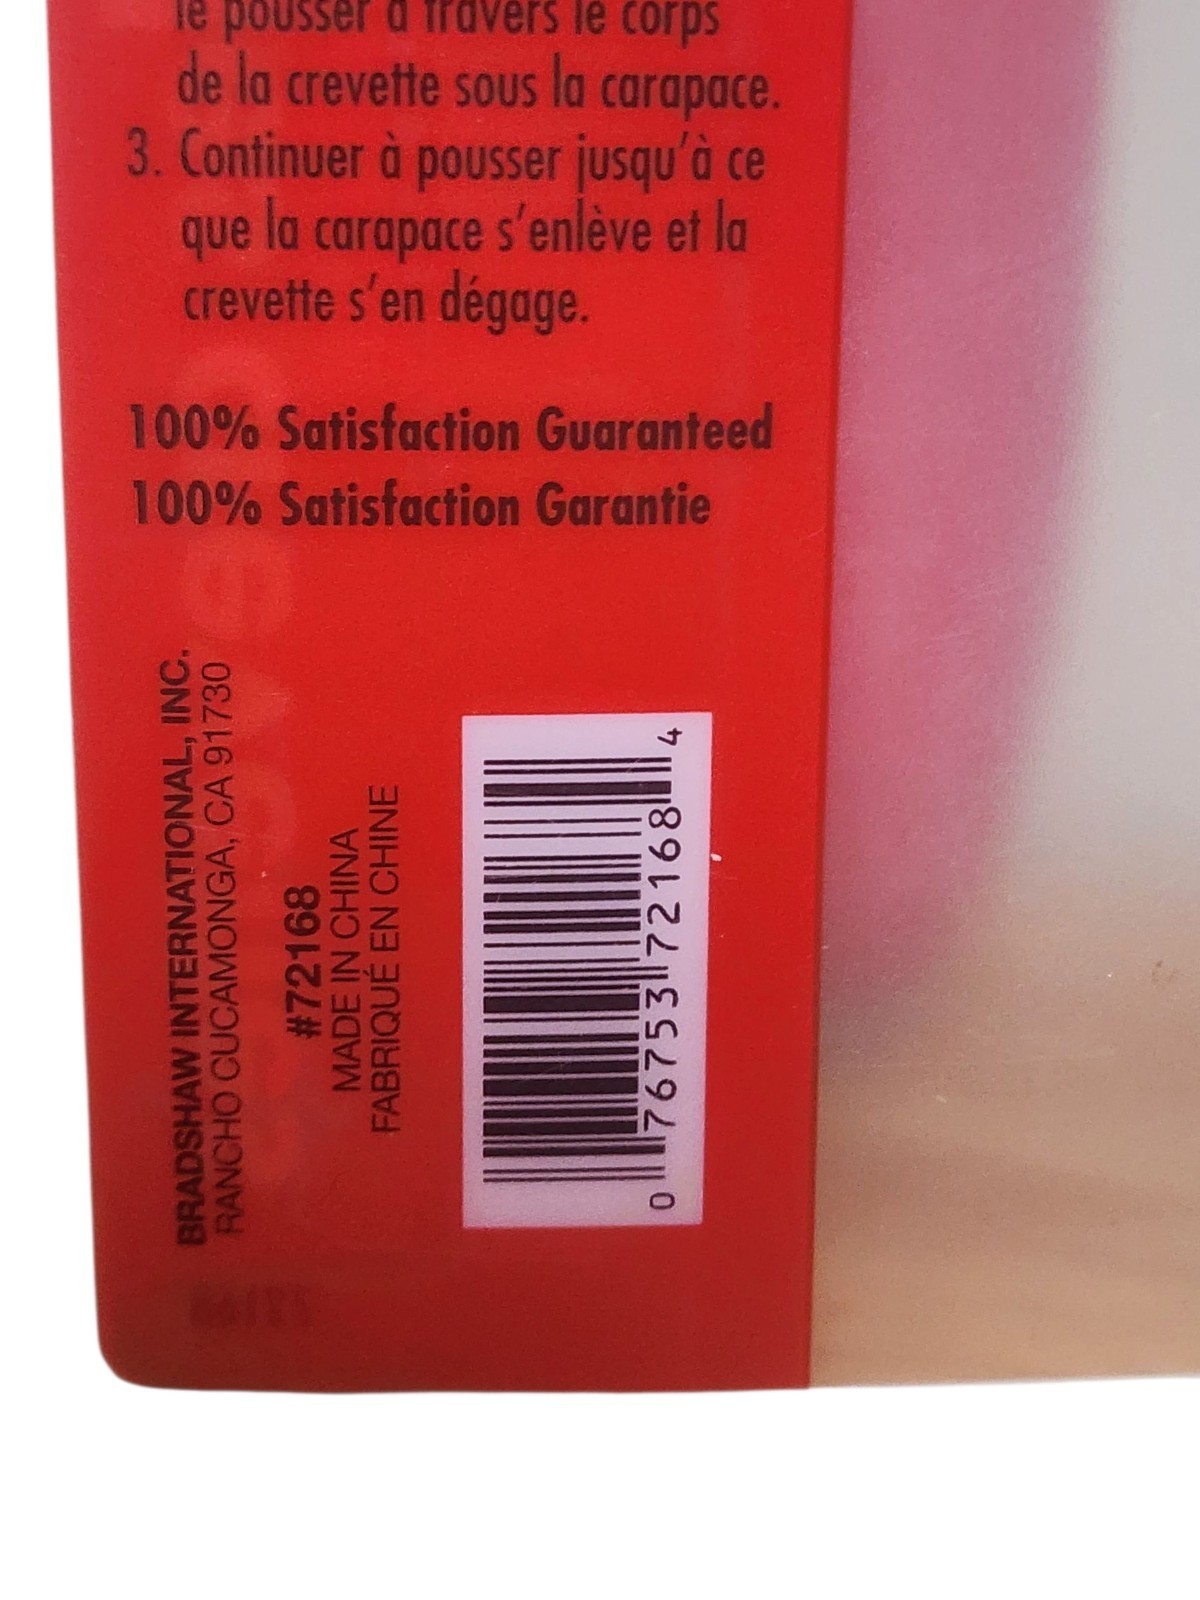 le pousser à travers le corps
de la crevette sous la carapace.
3. Continuer à pousser jusqu'à ce
que la carapace s'enlève et la
crevette s'en dégage.
100% Satisfaction Guaranteed
100% Satisfaction Garantie
BRADSHAW INTERNATIONAL, INC.
RANCHO CUCAMONGA, CA 91730
#72168
MADE IN CHINA
FABRIQUÉ EN CHINE
0 76753 72168 4